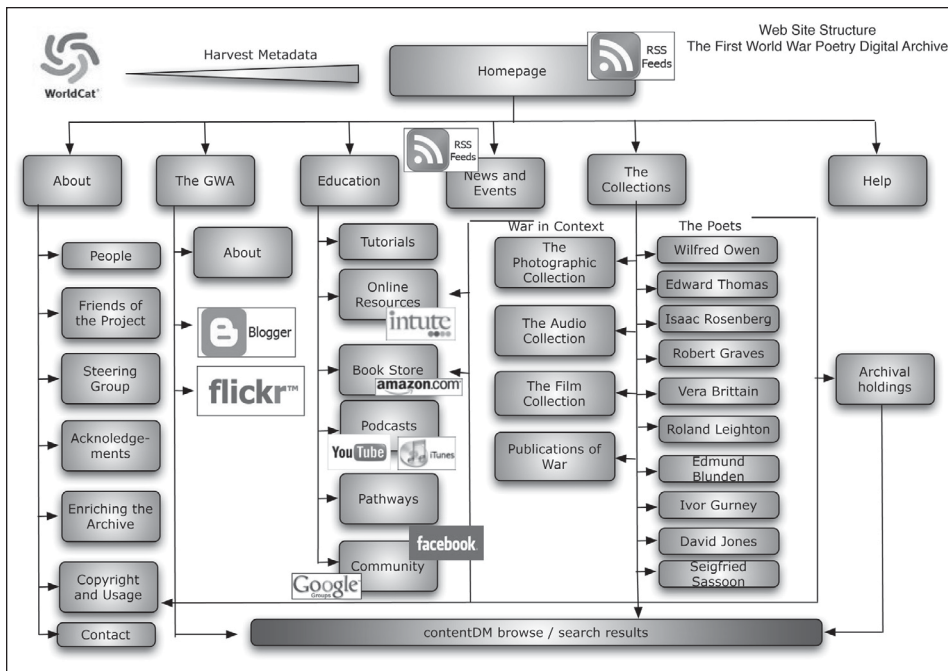 Web Site Structure
The First World War Poetry Digital Archive
WorldCat
Harvest Metadata
Homepage
RSS
Feeds
About
The GWA
Education
RSS
Feeds
News and
Events
The
Collections
Help
People
Friends of
the Project
Steering
Group
Acknoledge-
ments
Enriching the
Archive
Copyright
and Usage
Contact
About
Blogger
flickr™
Tutorials
Online
Resources
intute
Book Store
amazon.com
Podcasts
YouTube
iTunes
Pathways
facebook
Community
Google
Groups
War in Context
The
Photographic
Collection
The Audio
Collection
The Film
Collection
Publications of
War
The Poets
Wilfred Owen
Edward Thomas
Isaac Rosenberg
Robert Graves
Vera Brittain
Roland Leighton
Edmund
Blunden
Ivor Gurney
David Jones
Seigfried
Sassoon
Archival
holdings
contentDM browse / search results